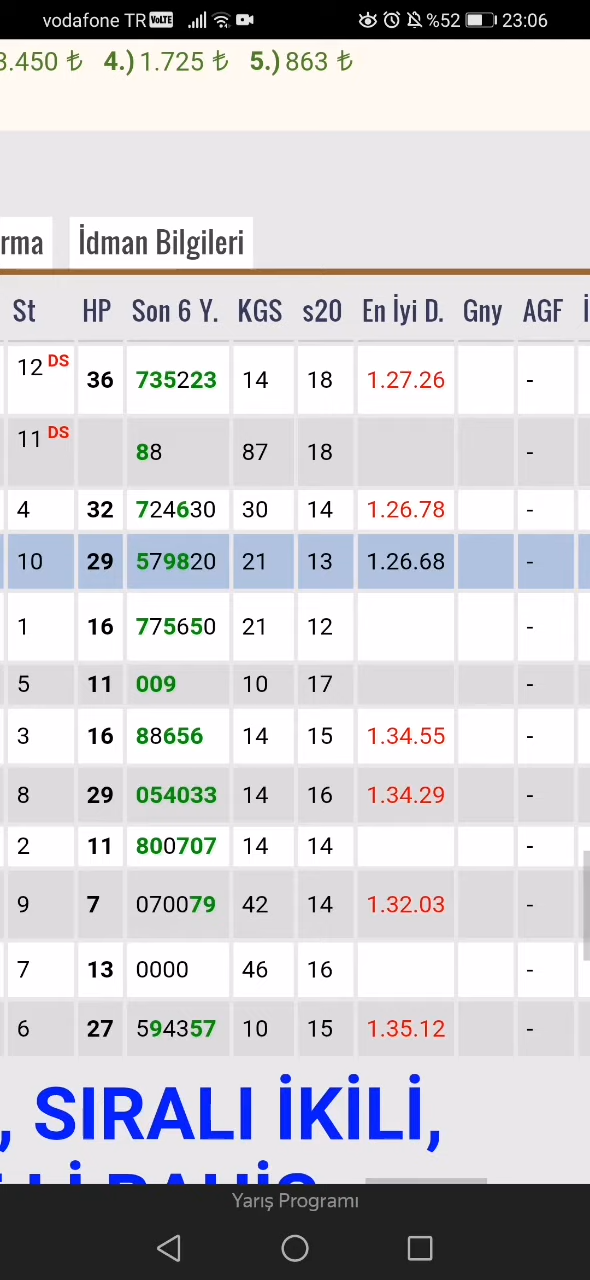 vodafone TR VoLTE %52 23:06
3.450 ₺ 4.) 1.725 ₺ 5.) 863 ₺
rma İdman Bilgileri
St HP Son 6 Y. KGS s20 En İyi D. Gny AGF İ
12 DS 36 735223 14 18 1.27.26 -
11 DS 88 87 18 -
4 32 724630 30 14 1.26.78 -
10 29 579820 21 13 1.26.68 -
1 16 775650 21 12 -
5 11 009 10 17 -
3 16 88656 14 15 1.34.55 -
8 29 054033 14 16 1.34.29 -
2 11 800707 14 14 -
9 7 070079 42 14 1.32.03 -
7 13 0000 46 16 -
6 27 594357 10 15 1.35.12 -
, SIRALI İKİLİ,
Yarış Programı